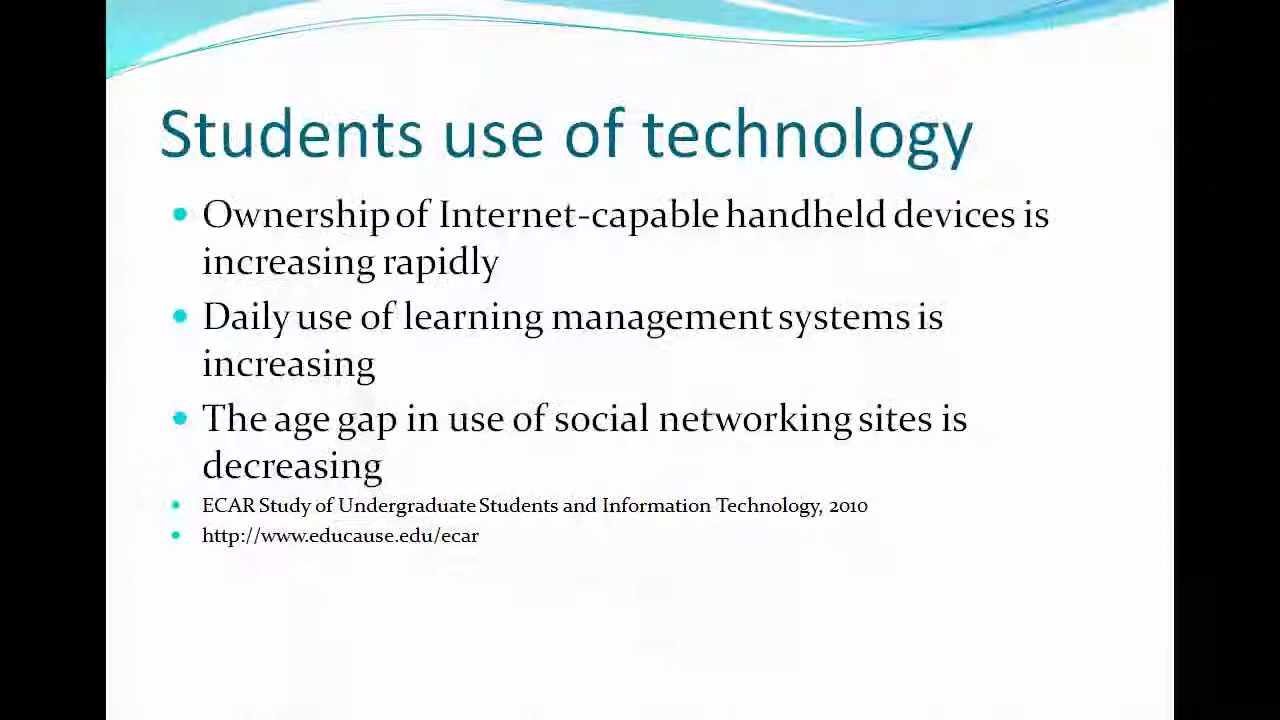 Students use of technology
Ownership of Internet-capable handheld devices is
increasing rapidly
Daily use of learning management systems is
increasing
The age gap in use of social networking sites is
decreasing
ECAR Study of Undergraduate Students and Information Technology, 2010
http://www.educause.edu/ecar